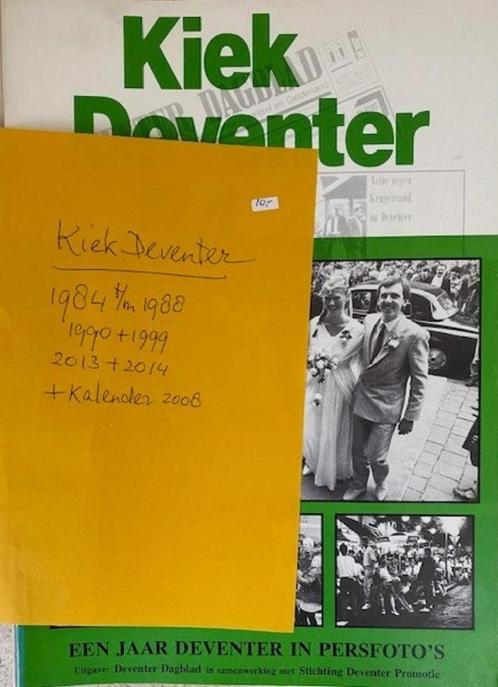 Kiek
Deventer
DAGBLAD
Actie tegen
Krugerrand
in Deventer
10,-
Kiek Deventer
1984 t/m 1988
1990 + 1999
2013 + 2014
+ Kalender 2008
EEN JAAR DEVENTER IN PERSFOTO'S
Uitgave: Deventer Dagblad in samenwerking met Stichting Deventer Promotie